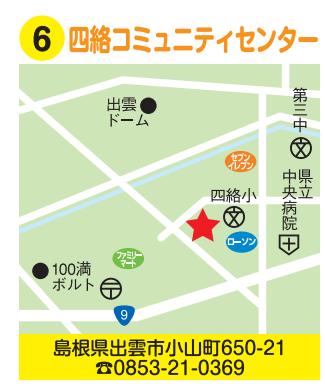 6 四絡コミュニティセンター
出雲
ドーム
第三中
セブン
イレブン
県立
中央病院
四絡小
ローソン
ファミリー
マート
100満
ボルト
9
島根県出雲市小山町650-21
☎0853-21-0369